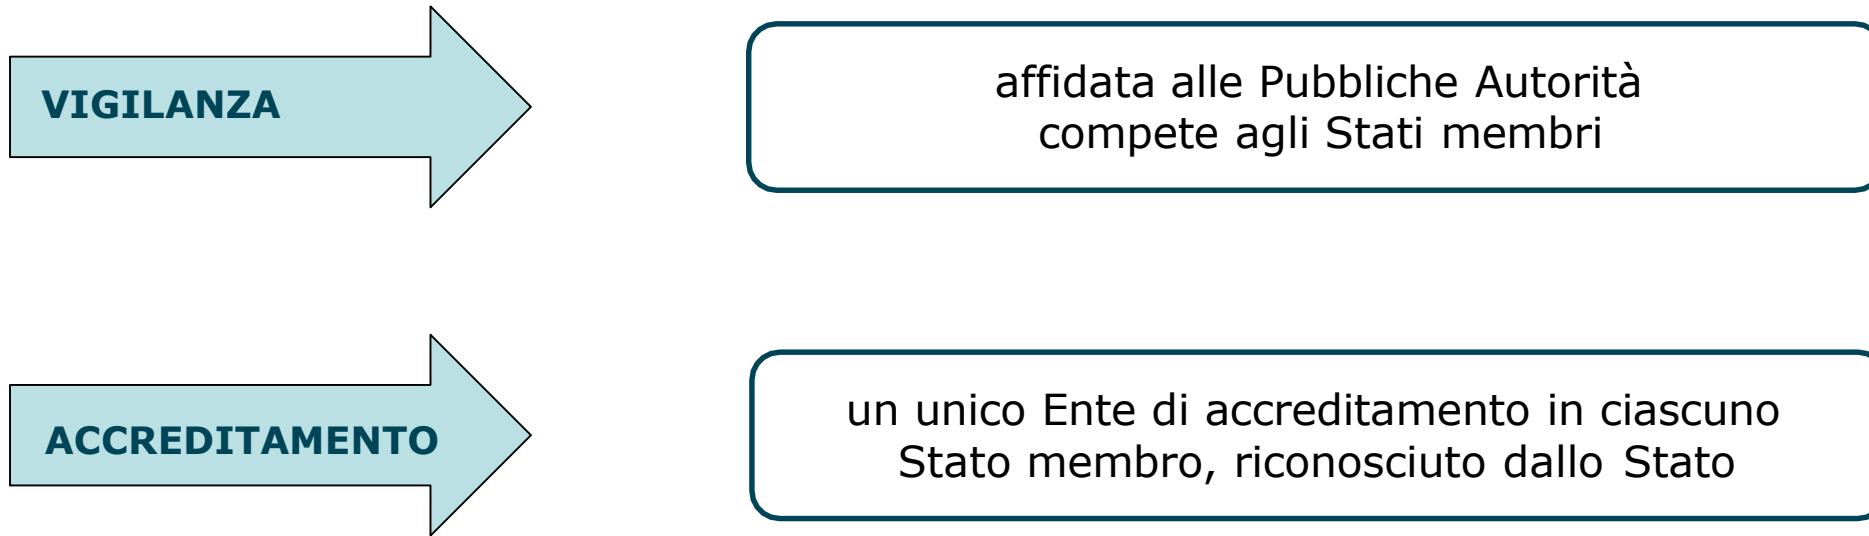 VIGILANZA
affidata alle Pubbliche Autorità
compete agli Stati membri
ACCREDITAMENTO
un unico Ente di accreditamento in ciascuno
Stato membro, riconosciuto dallo Stato